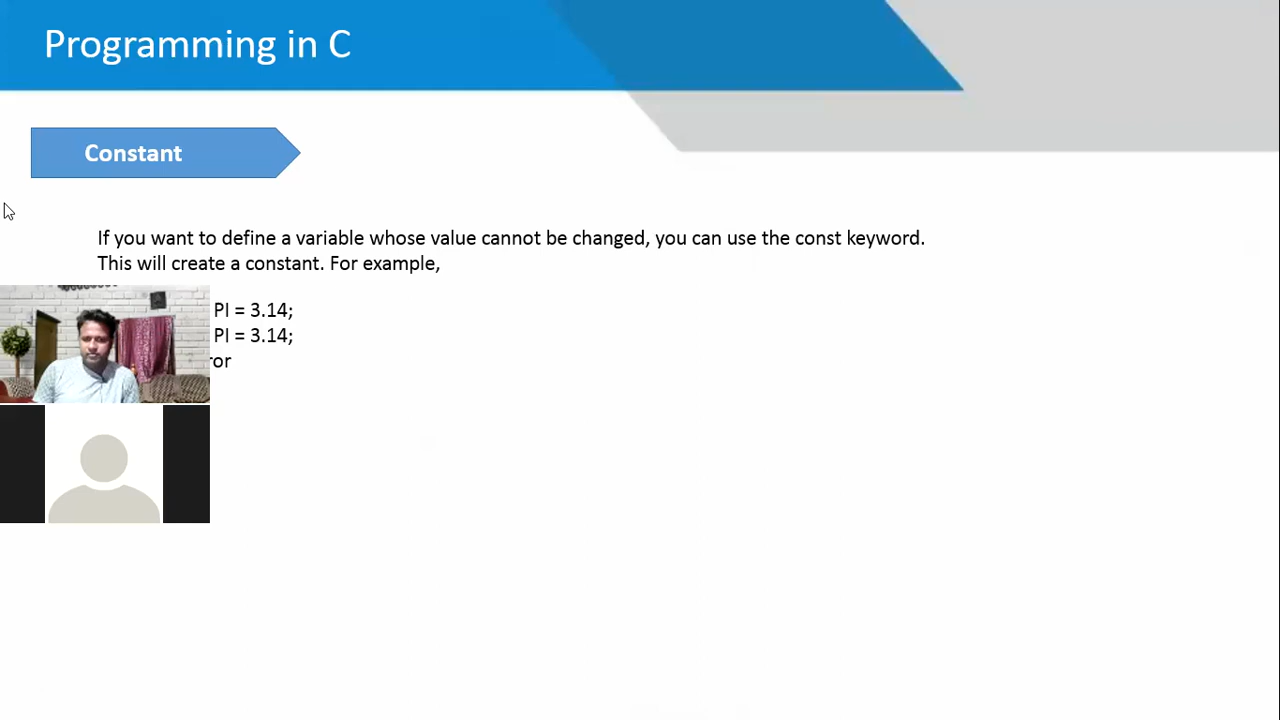 Programming in C
Constant
If you want to define a variable whose value cannot be changed, you can use the const keyword.
This will create a constant. For example,
PI = 3.14;
PI = 3.14;